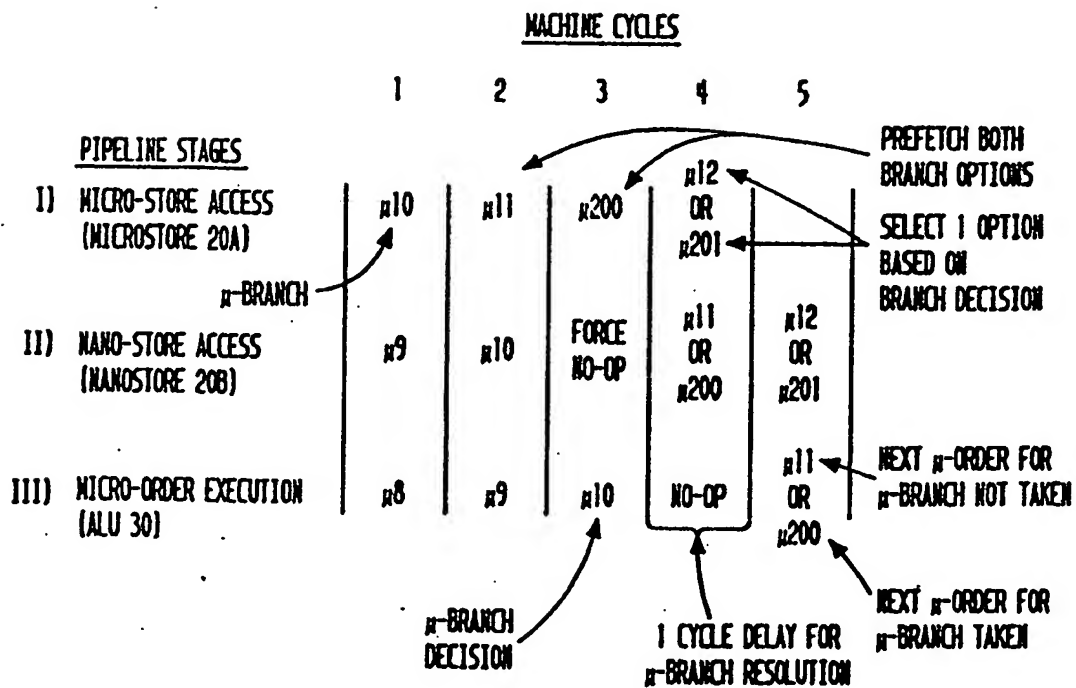 MACHINE CYCLES
1 2 3 4 5
PIPELINE STAGES
I) MICRO-STORE ACCESS
(MICROSTORE 20A)
μ10 μ11 μ200
μ12
OR
μ201
PREFETCH BOTH
BRANCH OPTIONS
SELECT 1 OPTION
BASED ON
BRANCH DECISION
μ-BRANCH
II) NANO-STORE ACCESS
(NANOSTORE 20B)
μ9 μ10
FORCE
NO-OP
μ11
OR
μ200
μ12
OR
μ201
III) MICRO-ORDER EXECUTION
(ALU 30)
μ8 μ9 μ10 NO-OP
μ11
OR
μ200
NEXT μ-ORDER FOR
μ-BRANCH NOT TAKEN
μ-BRANCH
DECISION
1 CYCLE DELAY FOR
μ-BRANCH RESOLUTION
NEXT μ-ORDER FOR
μ-BRANCH TAKEN